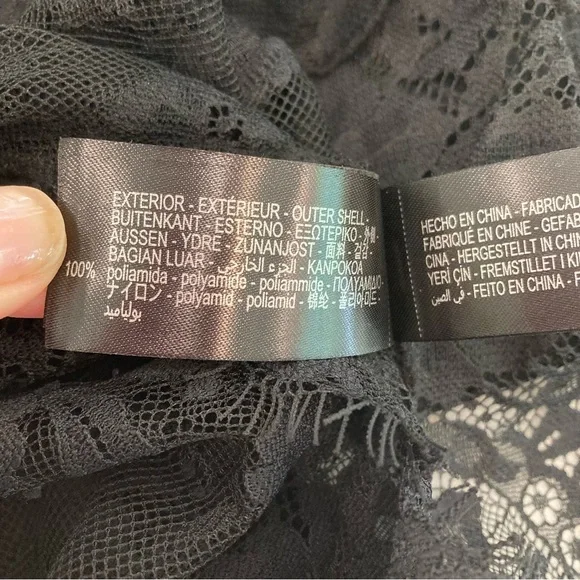 EXTERIOR - EXTÉRIEUR - OUTER SHELL -
BUITENKANT - ESTERNO - ΕΞΩΤΕΡΙΚΟ - 外側
AUSSEN - YDRE - ZUNANJOST - 面料 - 겉감
BAGIAN LUAR - الجزء الخارجي - KANPOKOA
100% poliamida - polyamide - poliammide - ΠΟΛΥΑΜΙΔΙΟ
ナイロン - polyamid - poliamid - 锦纶 - 폴리아미드 -
بولياميد
HECHO EN CHINA - FABRICAD
FABRIQUÉ EN CHINE - GEFAB
CINA - HERGESTELLT IN CHIN
YERİ ÇİN - FREMSTILLET I KI
في الصين - FEITO EN CHINA -